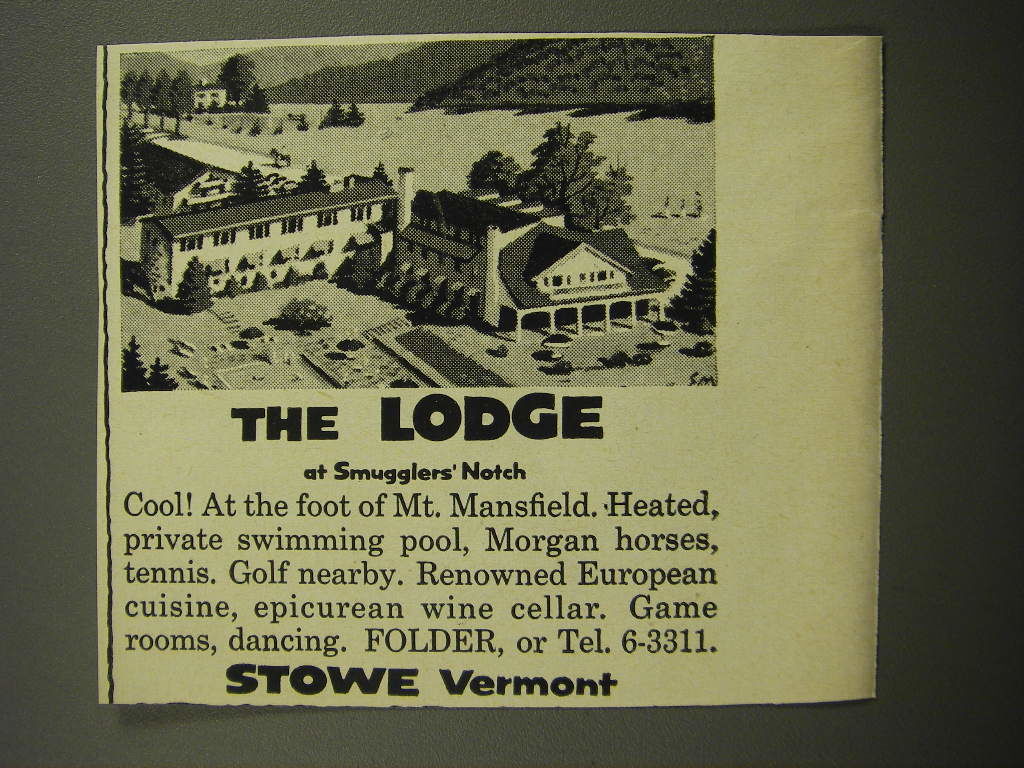 SM
THE LODGE
at Smugglers' Notch
Cool! At the foot of Mt. Mansfield. Heated,
private swimming pool, Morgan horses,
tennis. Golf nearby. Renowned European
cuisine, epicurean wine cellar. Game
rooms, dancing. FOLDER, or Tel. 6-3311.
STOWE Vermont